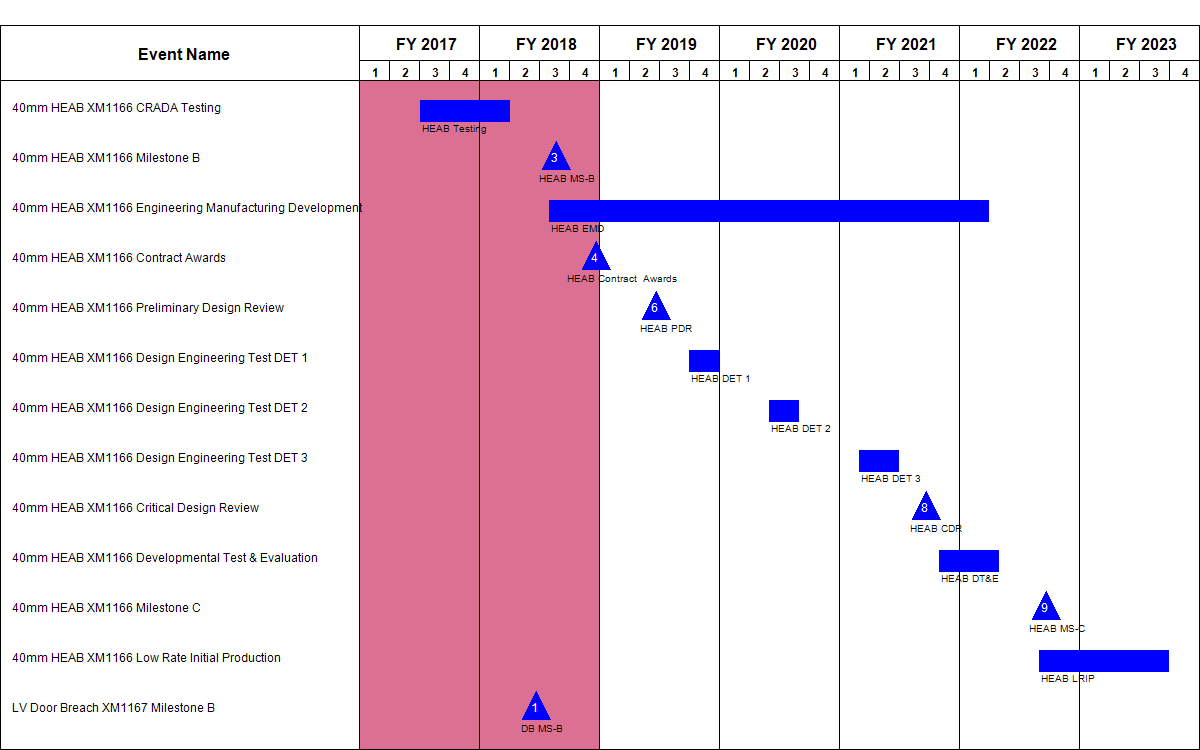 Event Name
FY 2017 FY 2018 FY 2019 FY 2020 FY 2021 FY 2022 FY 2023
1 2 3 4 1 2 3 4 1 2 3 4 1 2 3 4 1 2 3 4 1 2 3 4 1 2 3 4
40mm HEAB XM1166 CRADA Testing
HEAB Testing
40mm HEAB XM1166 Milestone B
3
HEAB MS-B
40mm HEAB XM1166 Engineering Manufacturing Development
HEAB EMD
40mm HEAB XM1166 Contract Awards
4
HEAB Contract Awards
40mm HEAB XM1166 Preliminary Design Review
6
HEAB PDR
40mm HEAB XM1166 Design Engineering Test DET 1
HEAB DET 1
40mm HEAB XM1166 Design Engineering Test DET 2
HEAB DET 2
40mm HEAB XM1166 Design Engineering Test DET 3
HEAB DET 3
40mm HEAB XM1166 Critical Design Review
8
HEAB CDR
40mm HEAB XM1166 Developmental Test & Evaluation
HEAB DT&E
40mm HEAB XM1166 Milestone C
9
HEAB MS-C
40mm HEAB XM1166 Low Rate Initial Production
HEAB LRIP
LV Door Breach XM1167 Milestone B
1
DB MS-B